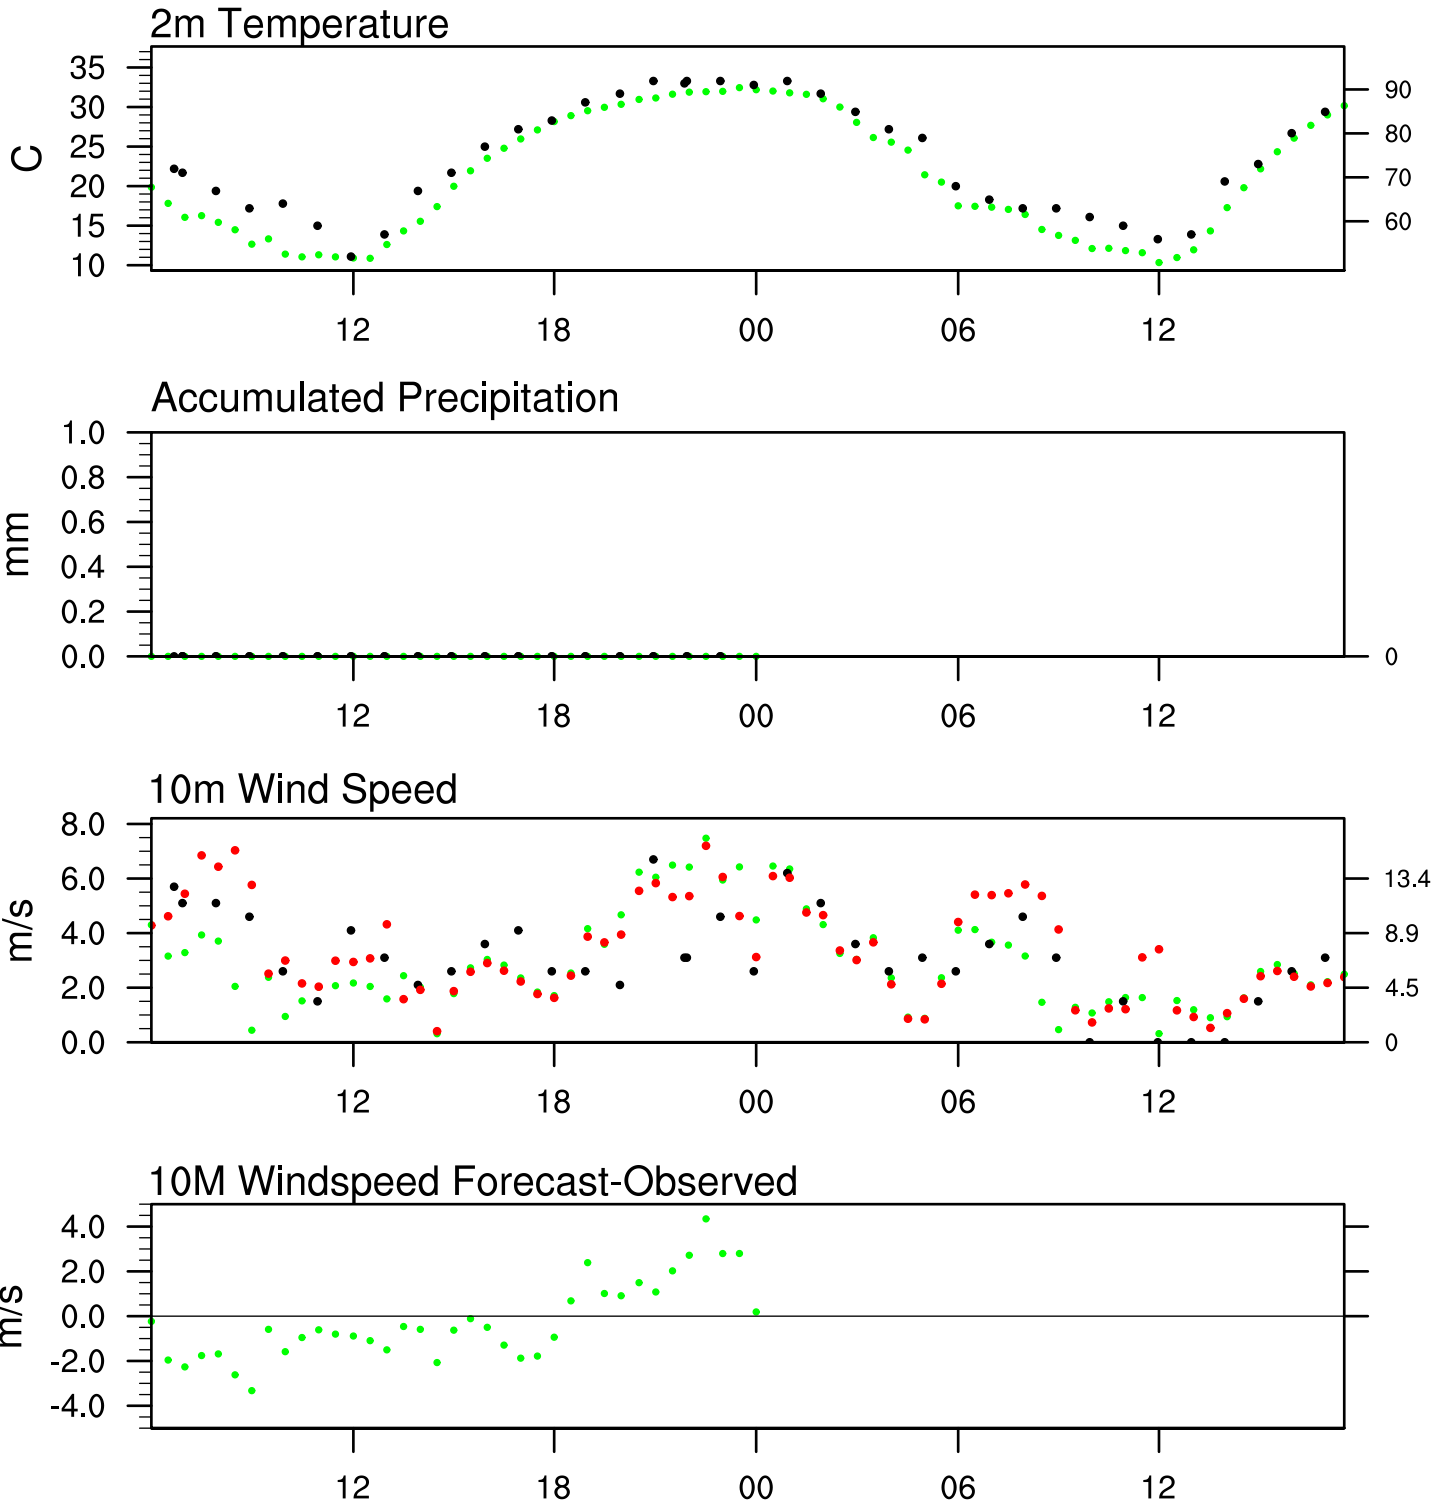 2m Temperature
35
30
25
20
15
10
C
90
80
70
60
12 18 00 06 12
Accumulated Precipitation
1.0
0.8
0.6
0.4
0.2
0.0
mm
0
12 18 00 06 12
10m Wind Speed
8.0
6.0
4.0
2.0
0.0
m/s
13.4
8.9
4.5
0
12 18 00 06 12
10M Windspeed Forecast-Observed
4.0
2.0
0.0
-2.0
-4.0
m/s
12 18 00 06 12